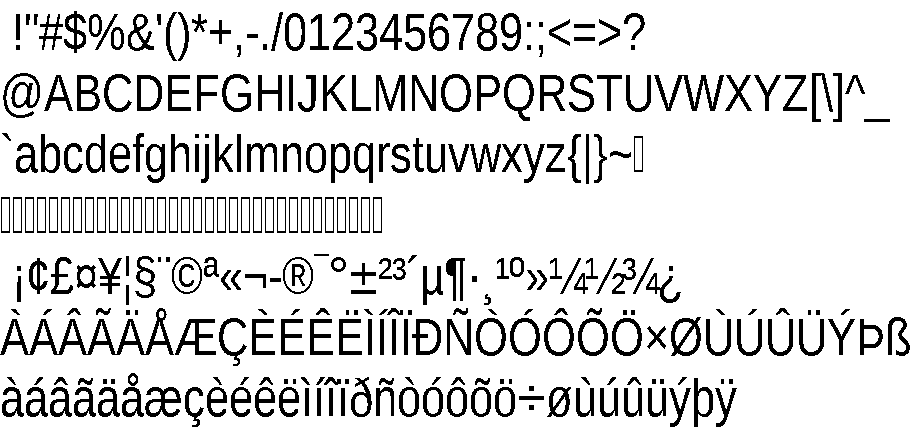 !"#$%&'()*+,-./0123456789:;<=>?
@ABCDEFGHIJKLMNOPQRSTUVWXYZ[\]^_
`abcdefghijklmnopqrstuvwxyz{|}~
¡¢£¤¥¦§¨©ª«¬-®¯°±²³´µ¶·¸¹º»¼½¾¿
ÀÁÂÃÄÅÆÇÈÉÊËÌÍÎÏÐÑÒÓÔÕÖ×ØÙÚÛÜÝÞß
àáâãäåæçèéêëìíîïðñòóôõö÷øùúûüýþÿ